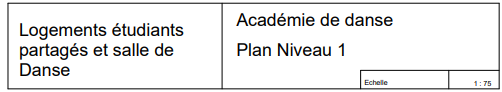 Logements étudiants
partagés et salle de
Danse
Académie de danse
Plan Niveau 1
Echelle
1 : 75